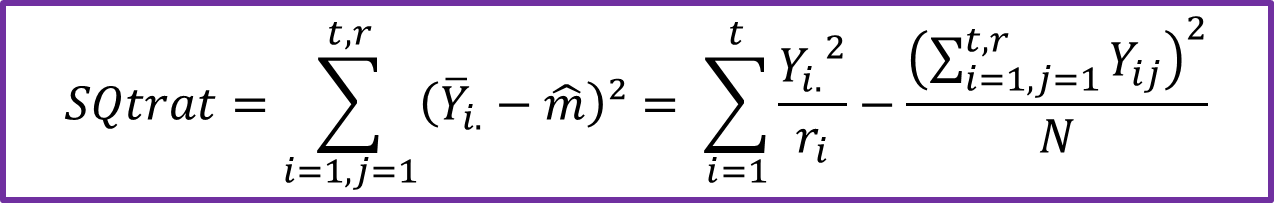 $SQtrat = \sum_{i=1,j=1}^{t,r} (\bar{Y}_{i.} - \hat{m})^2 = \sum_{i=1}^{t} \frac{Y_{i.}^{\,2}}{r_i} - \frac{\left(\sum_{i=1,j=1}^{t,r} Y_{ij}\right)^2}{N}$